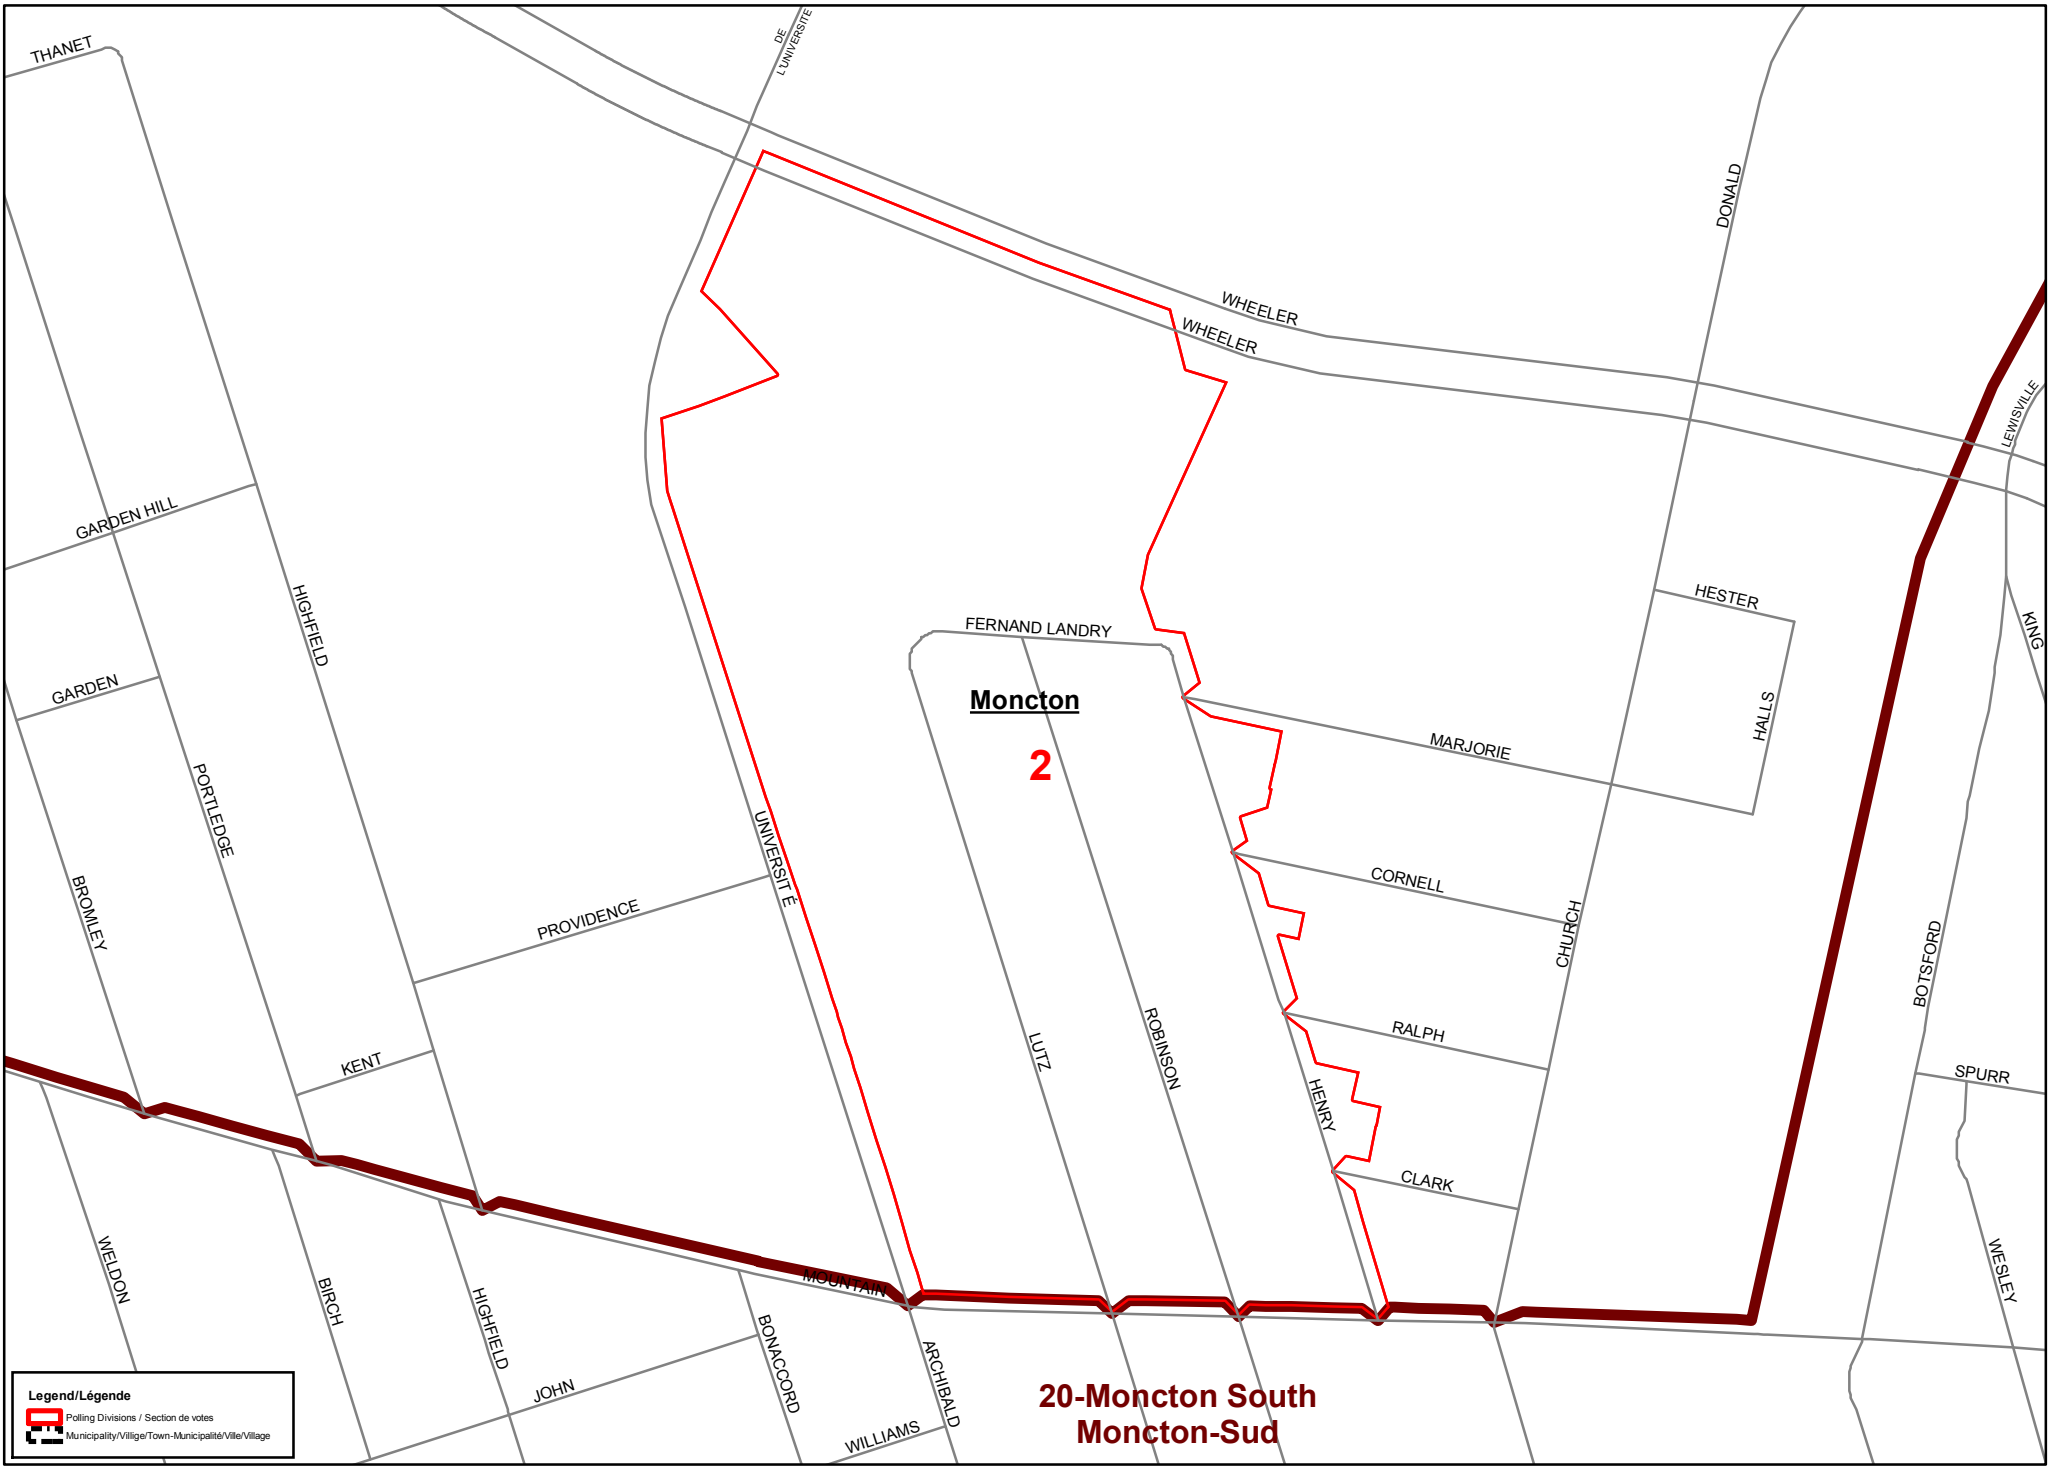 THANET
DE
L'UNIVERSITE
DONALD
WHEELER
WHEELER
LEWISVILLE
GARDEN HILL
HIGHFIELD
HESTER
KING
FERNAND LANDRY
GARDEN
Moncton
HALLS
MARJORIE
2
PORTLEDGE
UNIVERSITÉ
CORNELL
BROMLEY
PROVIDENCE
CHURCH
BOTSFORD
LUTZ
ROBINSON
RALPH
KENT
HENRY
SPURR
CLARK
WELDON
BIRCH
HIGHFIELD
MOUNTAIN
BONACCORD
ARCHIBALD
WESLEY
JOHN
WILLIAMS
20-Moncton South
Moncton-Sud
Legend/Légende
Polling Divisions / Section de votes
Municipality/Villige/Town-Municipalité/Ville/Village